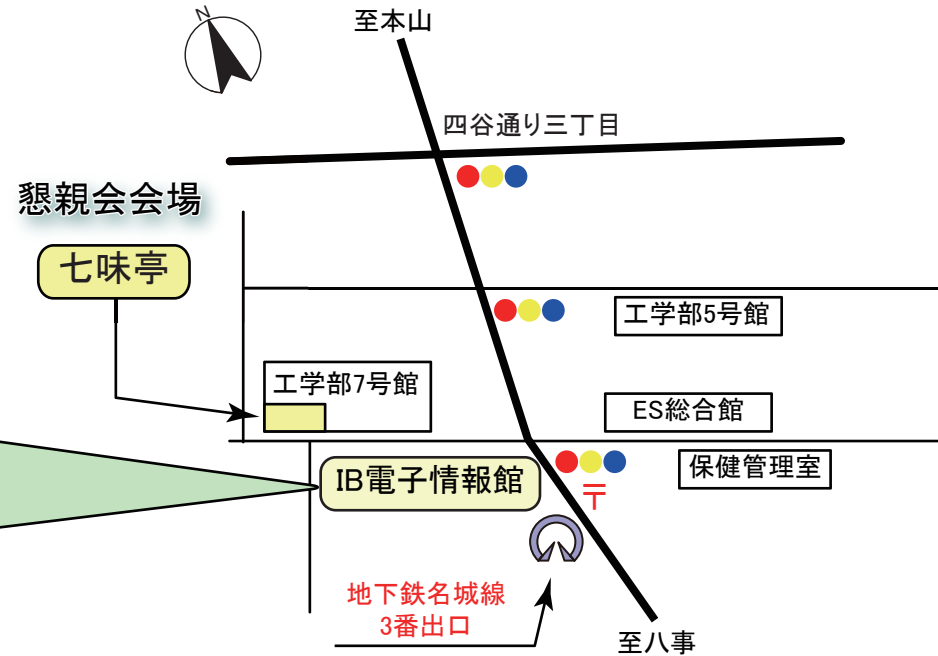 N
至本山
四谷通り三丁目
懇親会会場
七味亭
工学部5号館
工学部7号館
ES総合館
IB電子情報館
保健管理室
〒
地下鉄名城線
3番出口
至八事